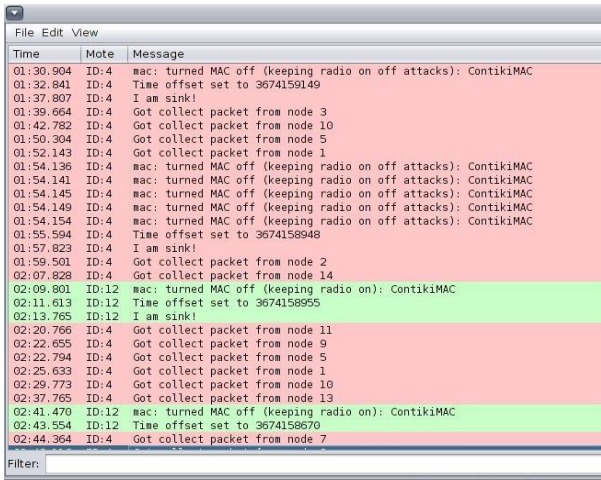 File Edit View
Time Mote Message
01:30.904 ID:4 mac: turned MAC off (keeping radio on off attacks): ContikiMAC
01:32.841 ID:4 Time offset set to 3674159149
01:37.807 ID:4 I am sink!
01:39.664 ID:4 Got collect packet from node 3
01:42.782 ID:4 Got collect packet from node 10
01:50.304 ID:4 Got collect packet from node 5
01:52.143 ID:4 Got collect packet from node 1
01:54.136 ID:4 mac: turned MAC off (keeping radio on off attacks): ContikiMAC
01:54.141 ID:4 mac: turned MAC off (keeping radio on off attacks): ContikiMAC
01:54.145 ID:4 mac: turned MAC off (keeping radio on off attacks): ContikiMAC
01:54.149 ID:4 mac: turned MAC off (keeping radio on off attacks): ContikiMAC
01:54.154 ID:4 mac: turned MAC off (keeping radio on off attacks): ContikiMAC
01:55.594 ID:4 Time offset set to 3674158948
01:57.823 ID:4 I am sink!
01:59.501 ID:4 Got collect packet from node 2
02:07.828 ID:4 Got collect packet from node 14
02:09.801 ID:12 mac: turned MAC off (keeping radio on): ContikiMAC
02:11.613 ID:12 Time offset set to 3674158955
02:13.765 ID:12 I am sink!
02:20.766 ID:4 Got collect packet from node 11
02:22.655 ID:4 Got collect packet from node 9
02:22.794 ID:4 Got collect packet from node 5
02:25.633 ID:4 Got collect packet from node 1
02:29.773 ID:4 Got collect packet from node 10
02:37.765 ID:4 Got collect packet from node 13
02:41.470 ID:12 mac: turned MAC off (keeping radio on): ContikiMAC
02:43.554 ID:12 Time offset set to 3674158670
02:44.364 ID:4 Got collect packet from node 7
Filter: